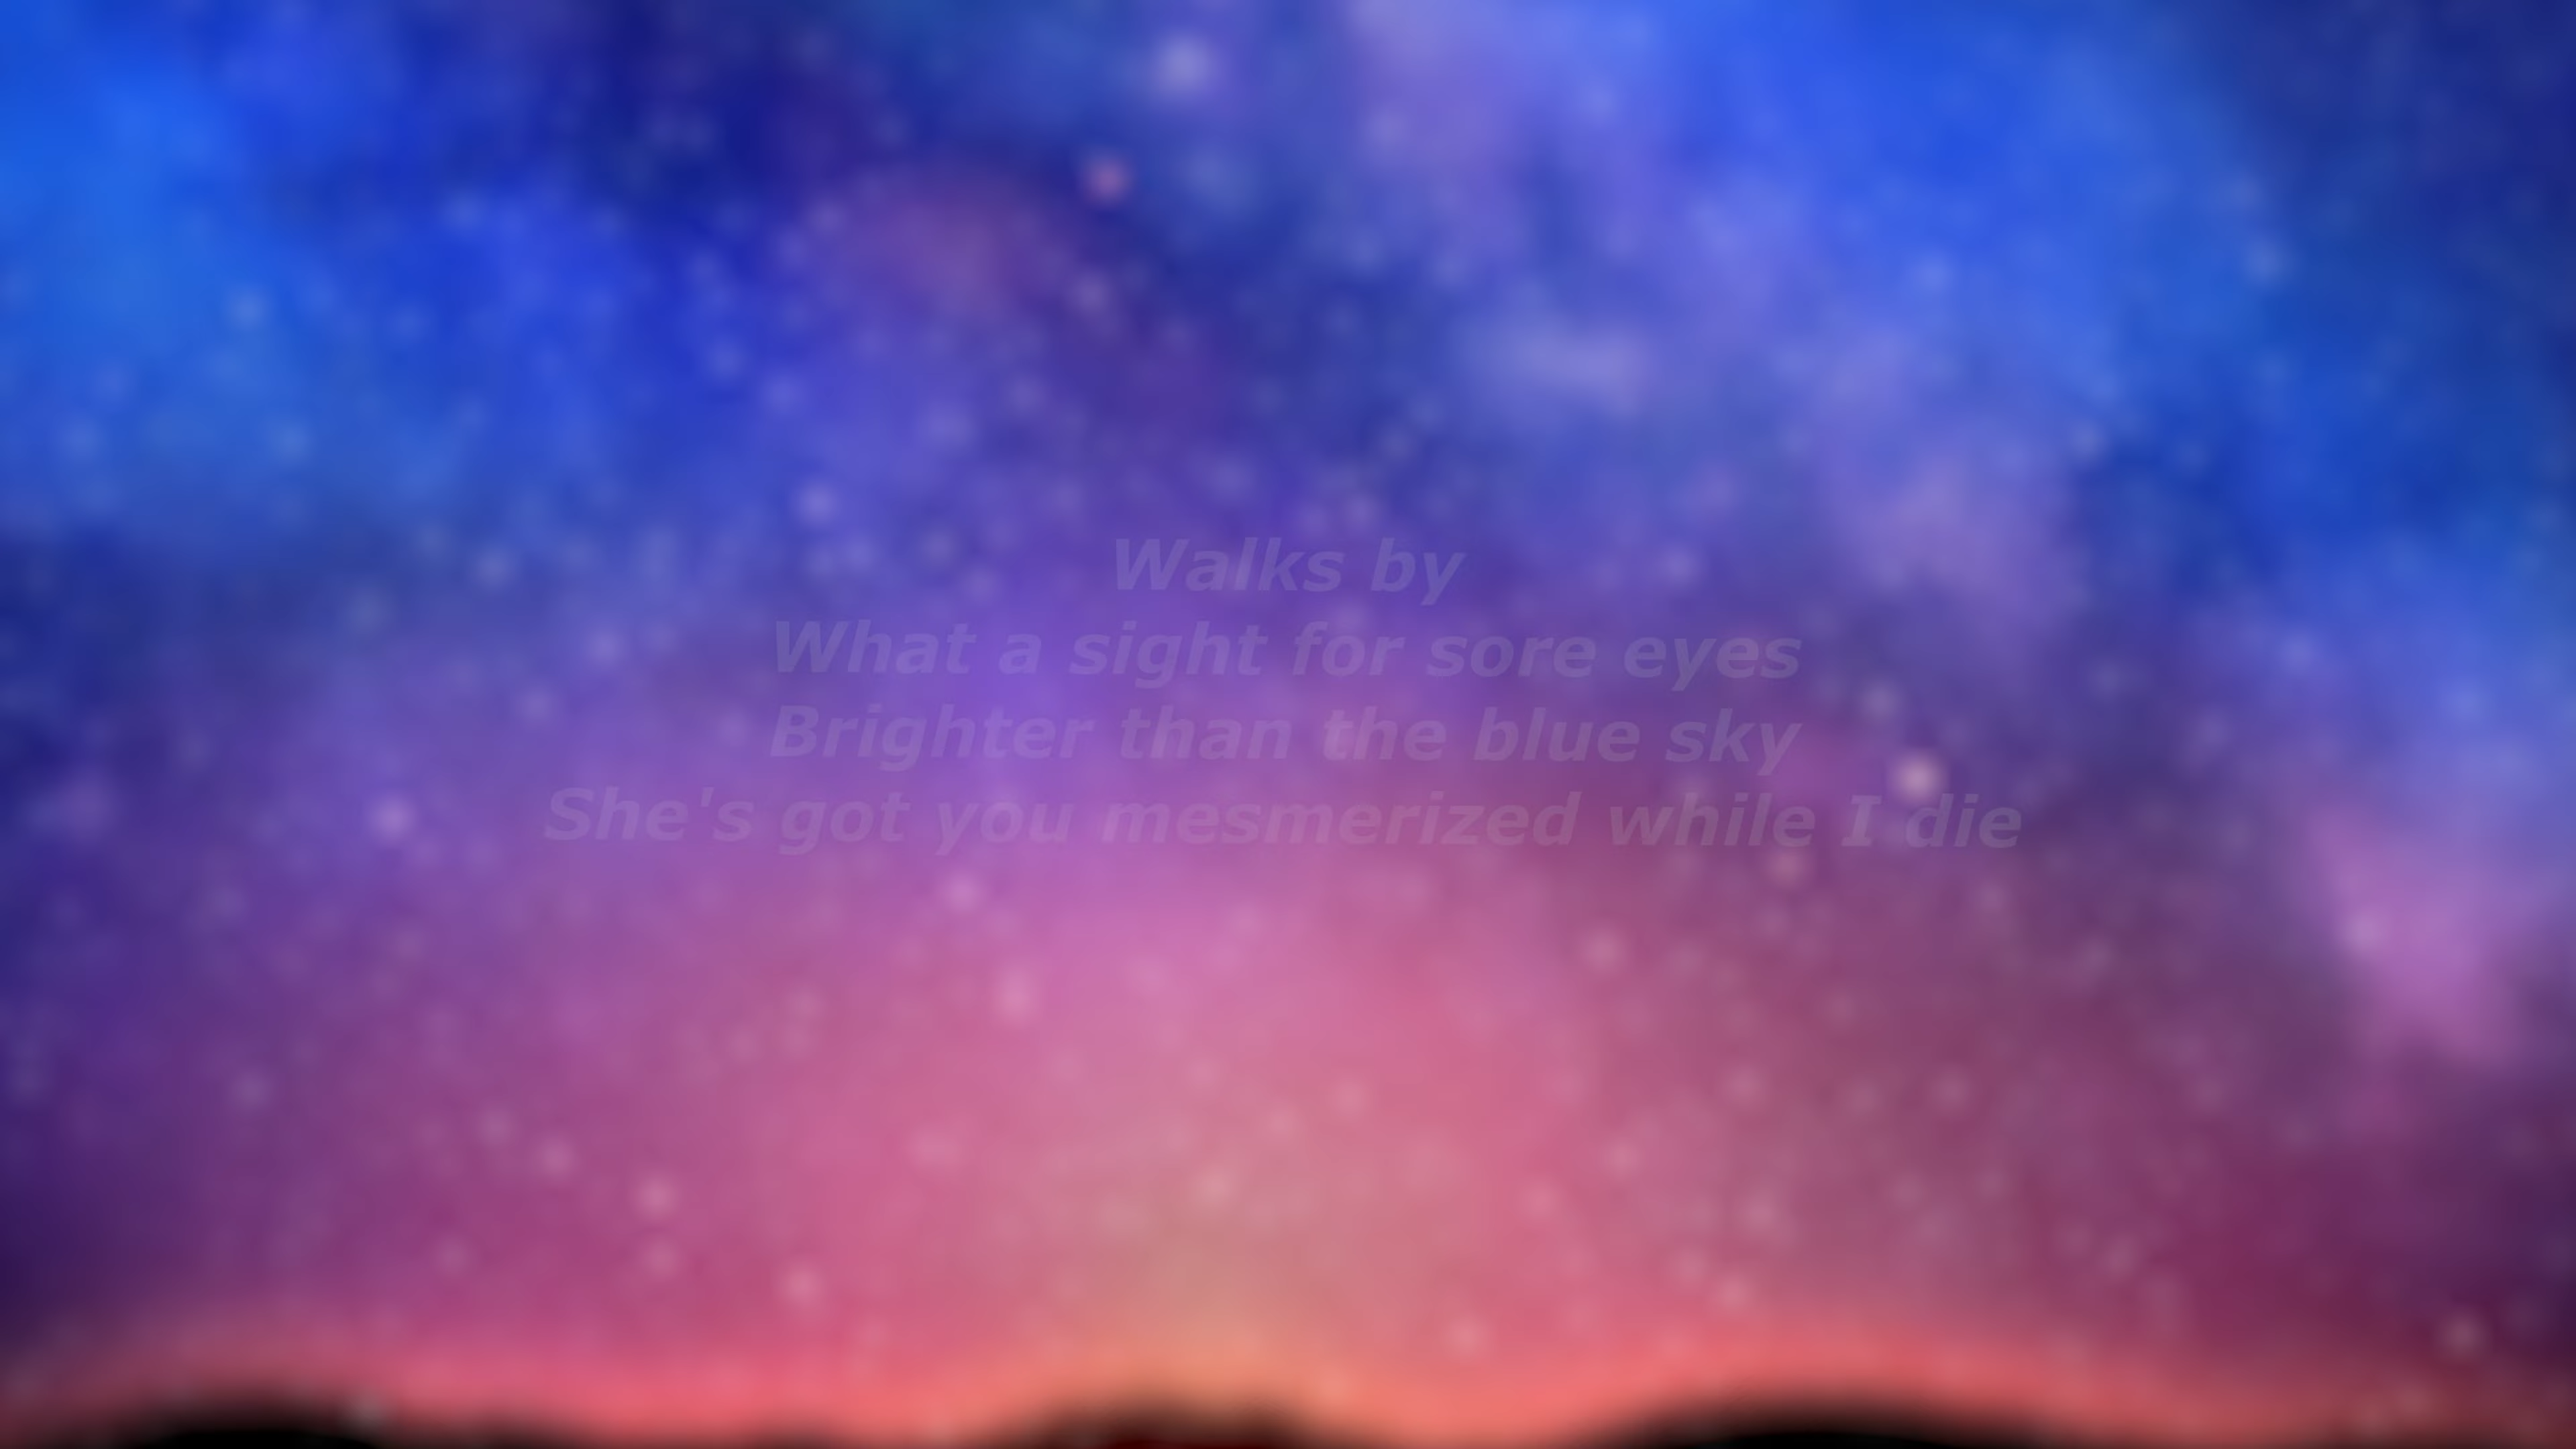 Walks by
What a sight for sore eyes
Brighter than the blue sky
She's got you mesmerized while I die